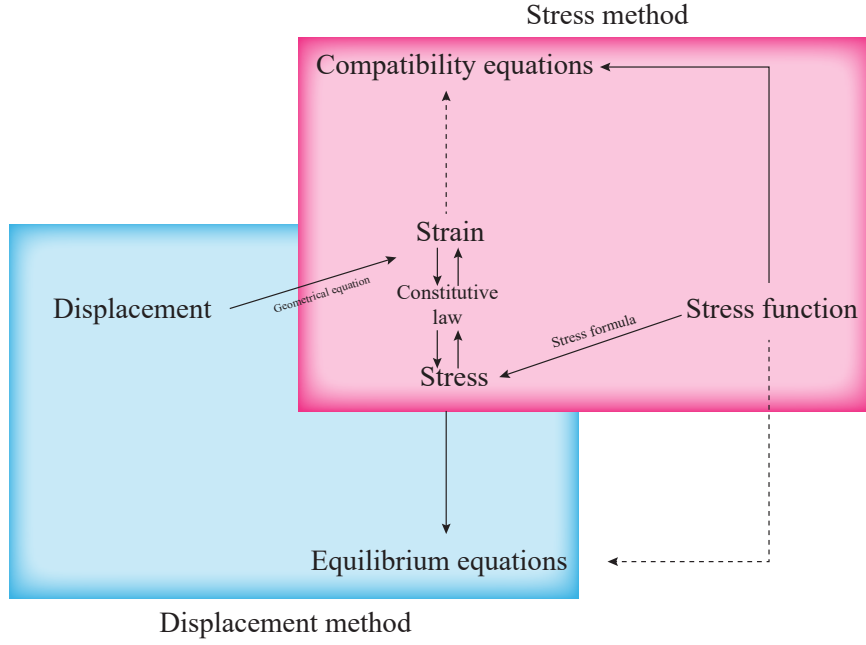 Stress method
Compatibility equations
Strain
Geometrical equation
Constitutive
law
Displacement
Stress function
Stress formula
Stress
Equilibrium equations
Displacement method